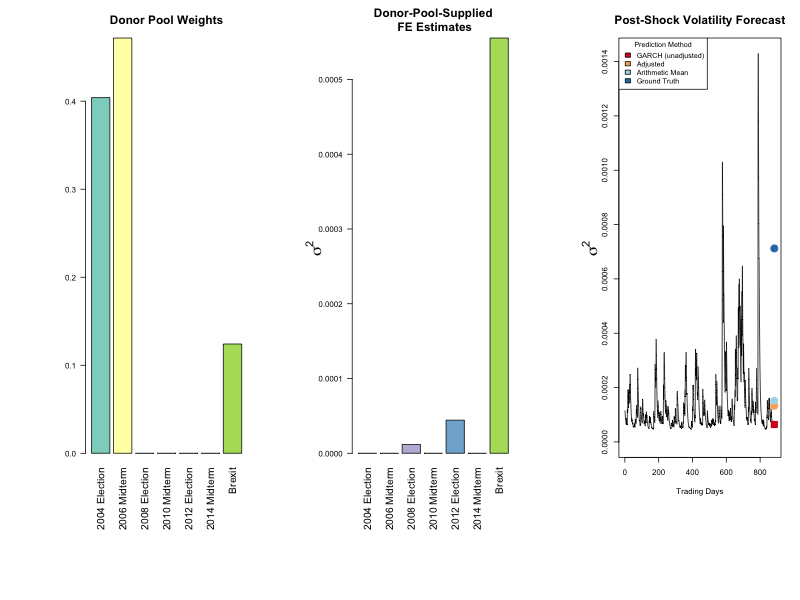 Donor Pool Weights
0.4
0.3
0.2
0.1
0.0
2004 Election
2006 Midterm
2008 Election
2010 Midterm
2012 Election
2014 Midterm
Brexit
Donor-Pool-Supplied
FE Estimates
σ2
0.0005
0.0004
0.0003
0.0002
0.0001
0.0000
2004 Election
2006 Midterm
2008 Election
2010 Midterm
2012 Election
2014 Midterm
Brexit
Post-Shock Volatility Forecast
σ2
0.0014
0.0012
0.0010
0.0008
0.0006
0.0004
0.0002
0.0000
Prediction Method
GARCH (unadjusted)
Adjusted
Arithmetic Mean
Ground Truth
0 200 400 600 800
Trading Days